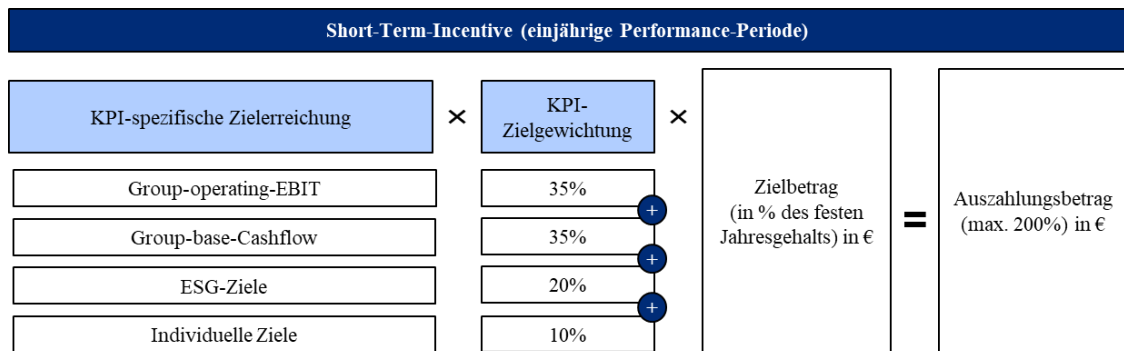 Short-Term-Incentive (einjährige Performance-Periode)
KPI-spezifische Zielerreichung
×
KPI-
Zielgewichtung
×
Zielbetrag
(in % des festen
Jahresgehalts) in €
=
Auszahlungsbetrag
(max. 200%) in €
Group-operating-EBIT
35%
+
Group-base-Cashflow
35%
+
ESG-Ziele
20%
+
Individuelle Ziele
10%